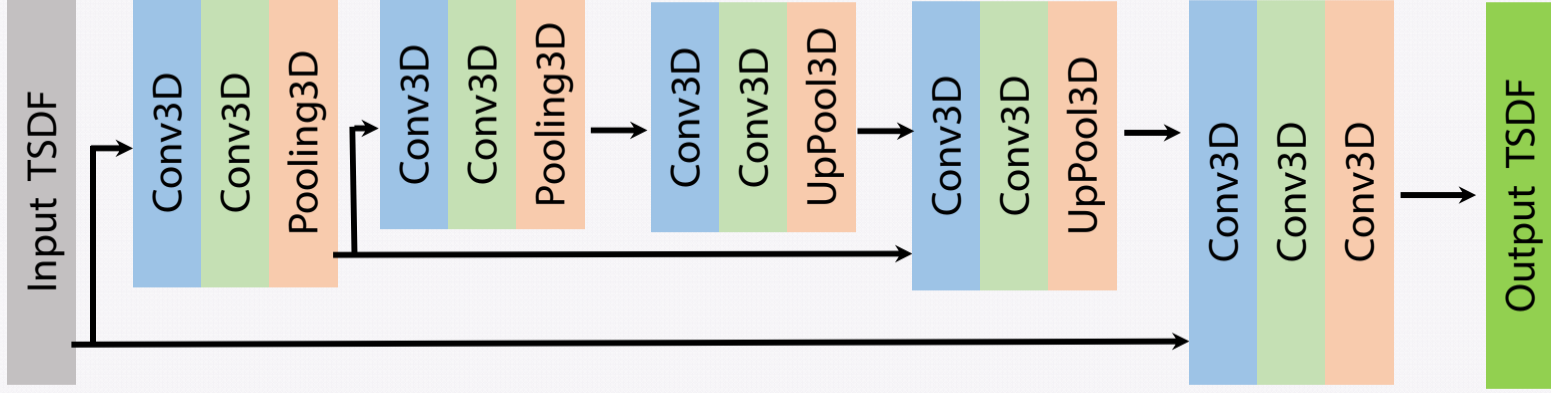 Input TSDF
Conv3D
Conv3D
Pooling3D
Conv3D
Conv3D
Pooling3D
Conv3D
Conv3D
UpPool3D
Conv3D
Conv3D
UpPool3D
Conv3D
Conv3D
Conv3D
Output TSDF